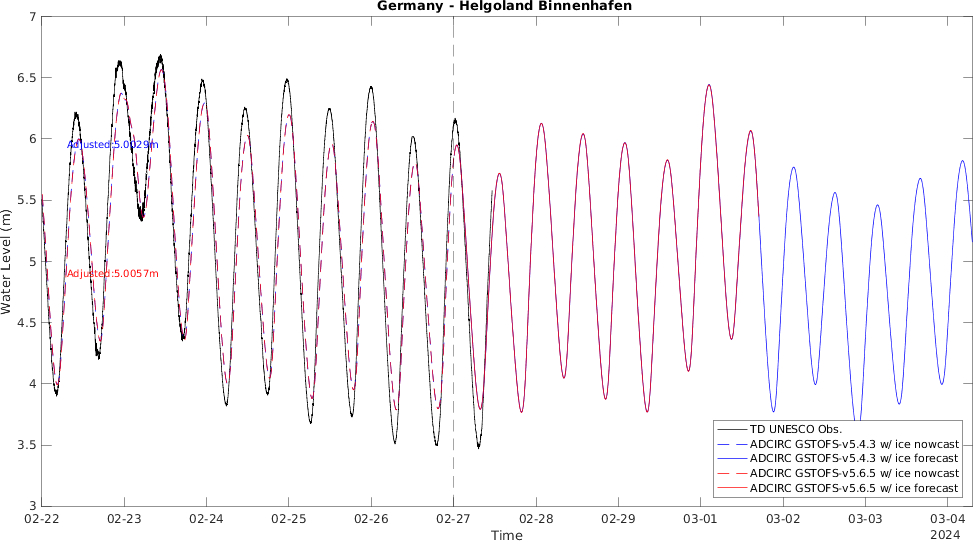 Germany - Helgoland Binnenhafen
Water Level (m)
7
6.5
6
5.5
5
4.5
4
3.5
3
Adjusted:5.0029m
Adjusted:5.0057m
TD UNESCO Obs.
ADCIRC GSTOFS-v5.4.3 w/ ice nowcast
ADCIRC GSTOFS-v5.4.3 w/ ice forecast
ADCIRC GSTOFS-v5.6.5 w/ ice nowcast
ADCIRC GSTOFS-v5.6.5 w/ ice forecast
02-22 02-23 02-24 02-25 02-26 02-27 02-28 02-29 03-01 03-02 03-03 03-04
Time
2024